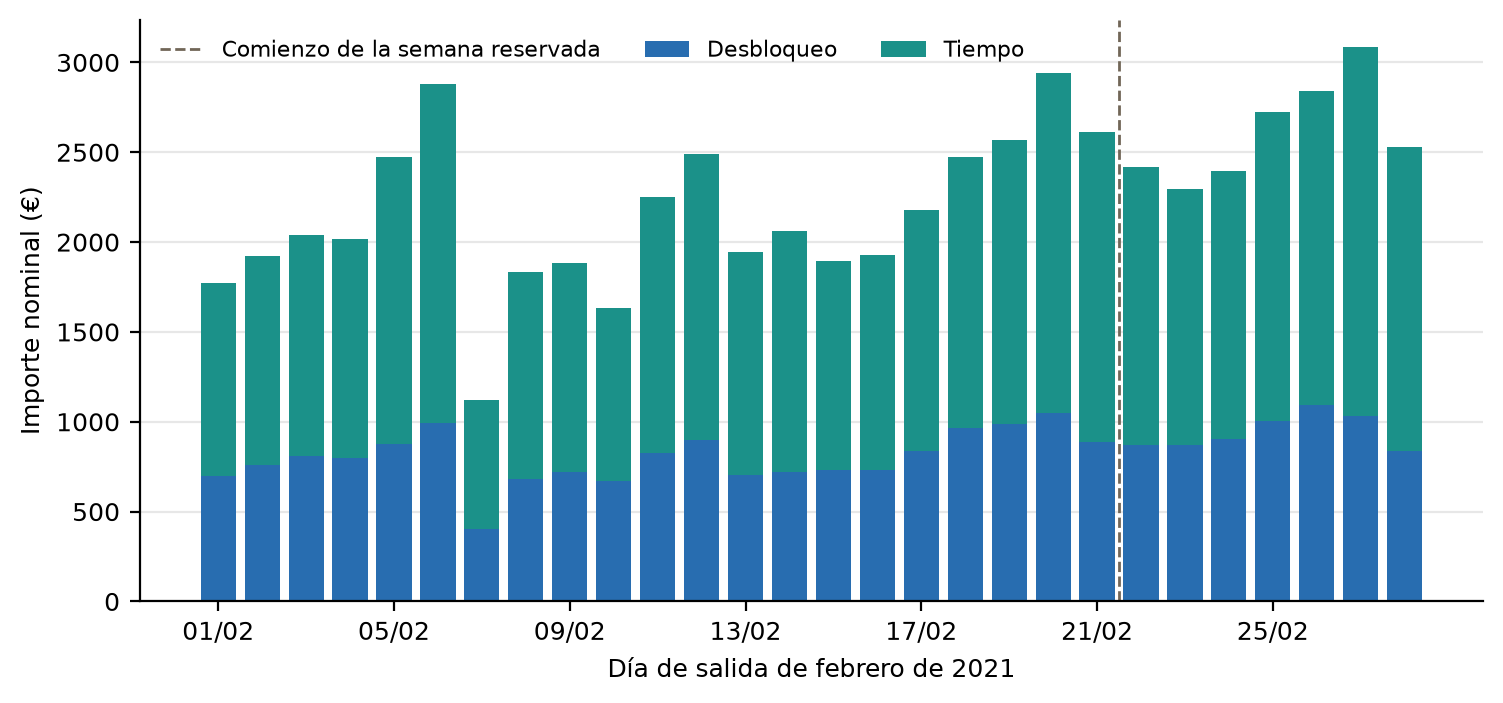 Comienzo de la semana reservada
Desbloqueo
Tiempo
Importe nominal (€)
3000
2500
2000
1500
1000
500
0
01/02
05/02
09/02
13/02
17/02
21/02
25/02
Día de salida de febrero de 2021